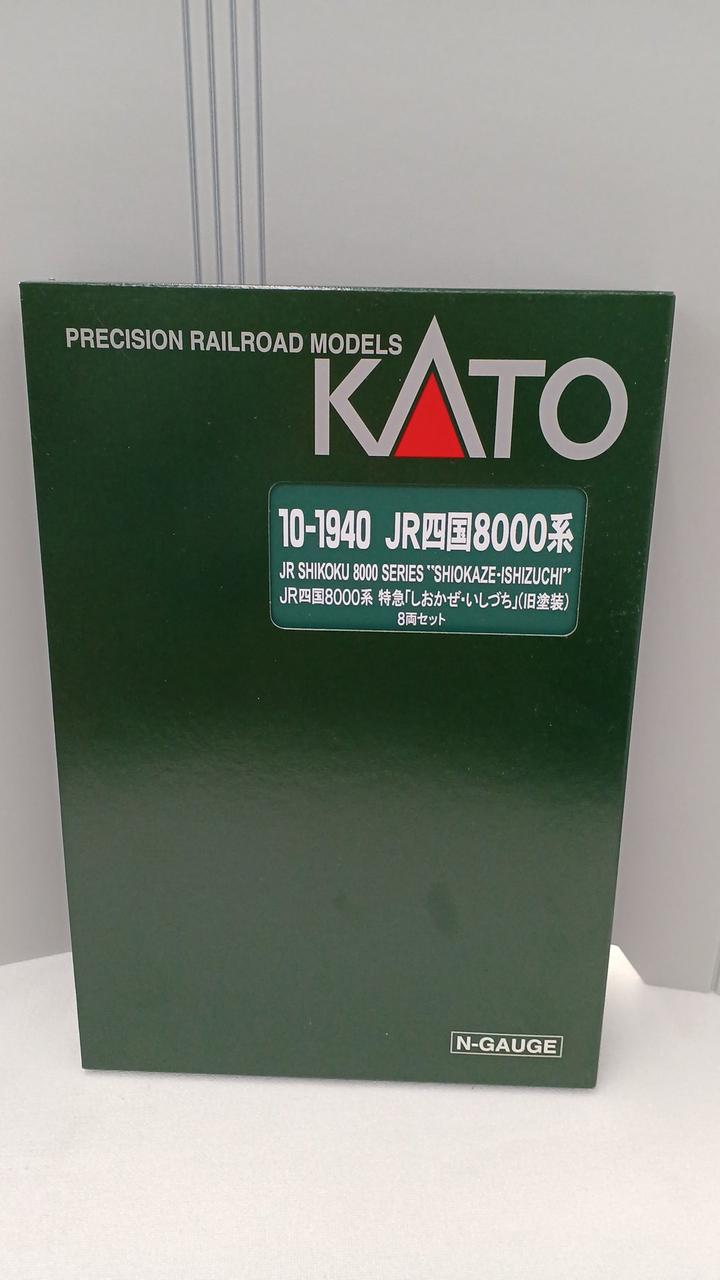 PRECISION RAILROAD MODELS
KATO
10-1940 JR四国8000系
JR SHIKOKU 8000 SERIES "SHIOKAZE・ISHIZUCHI"
JR四国8000系 特急「しおかぜ・いしづち」(旧塗装)
8両セット
N-GAUGE